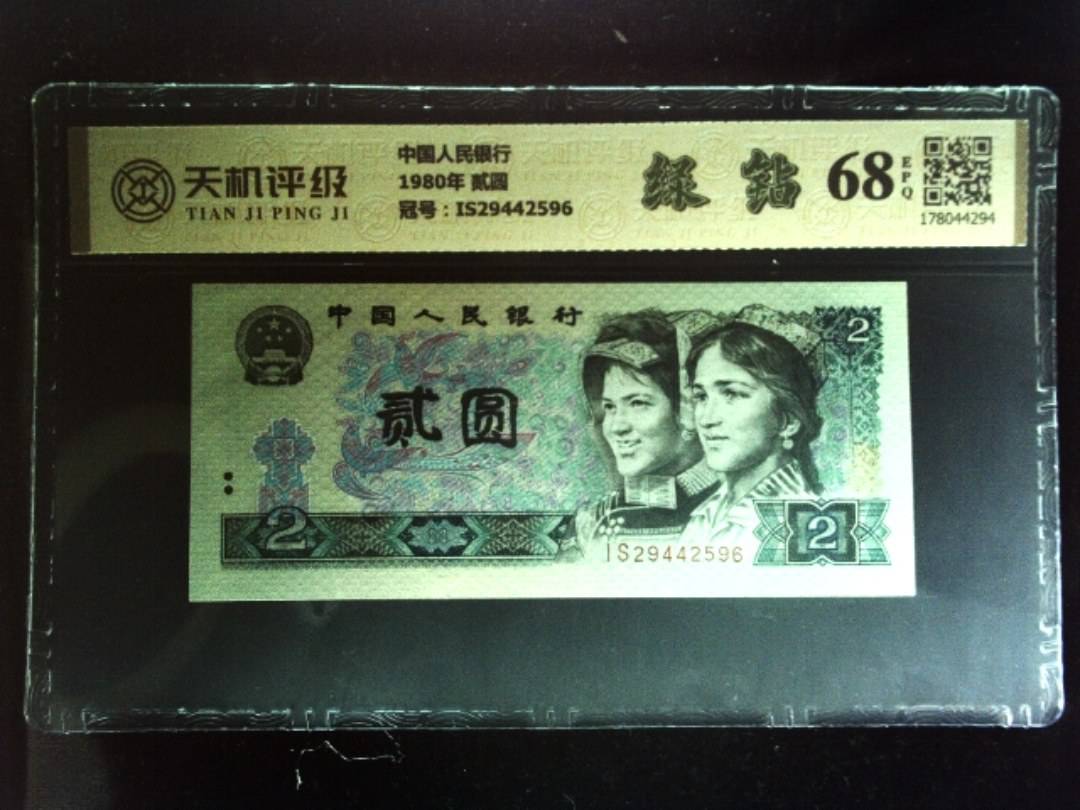 天机评级
TIAN JI PING JI
中国人民银行
1980年 贰圆
冠号：IS29442596
绿 钻
68
EPQ
178044294
中国人民银行
2
贰圆
2
IS29442596
2